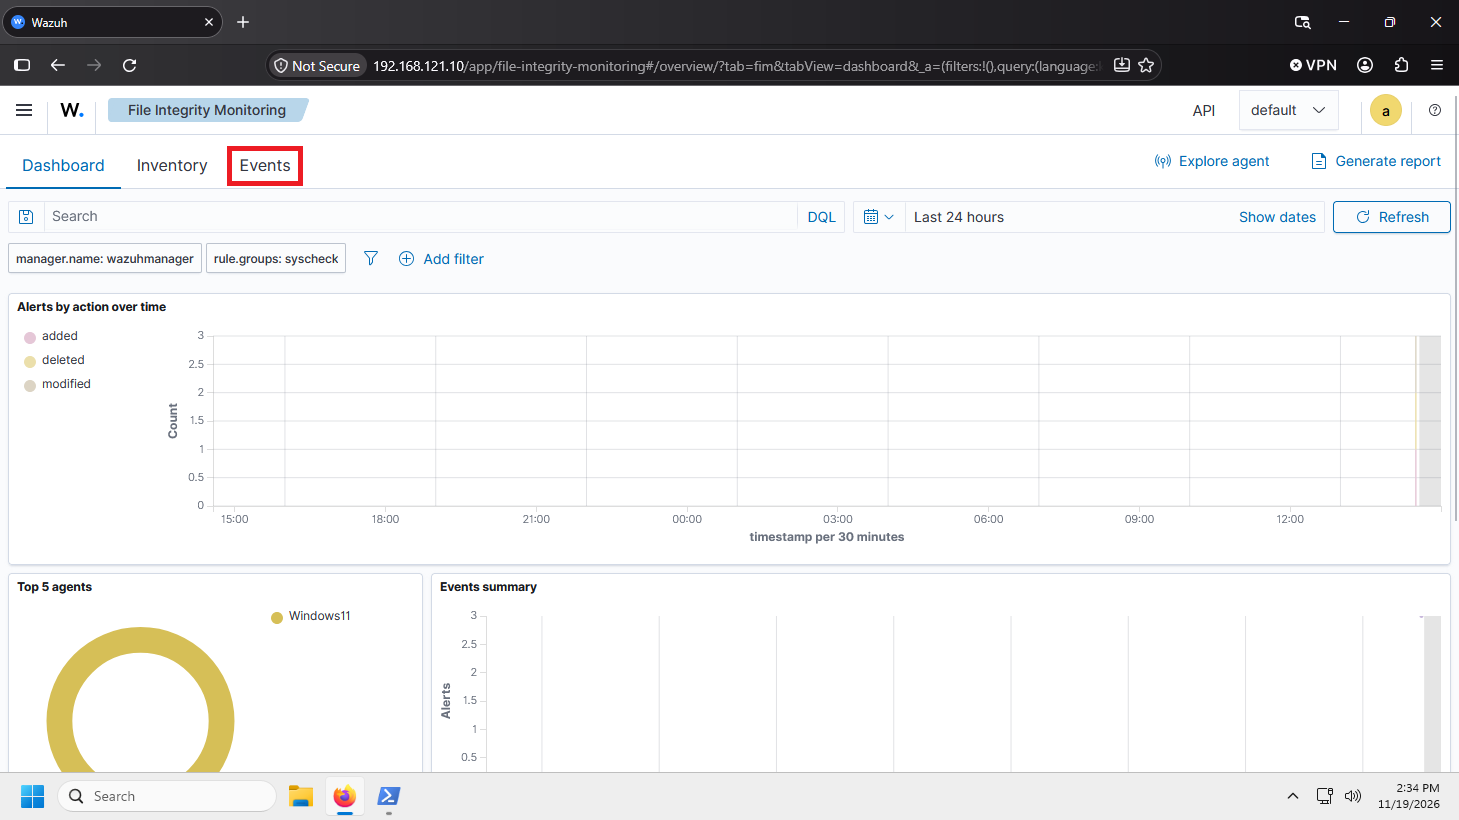 Wazuh
Not Secure 192.168.121.10/app/file-integrity-monitoring#/overview/?tab=fim&tabView=dashboard&_a=(filters:!(),query:(language:
VPN
W. File Integrity Monitoring API default a
Dashboard Inventory Events Explore agent Generate report
Search DQL Last 24 hours Show dates Refresh
manager.name: wazuhmanager rule.groups: syscheck Add filter
Alerts by action over time
added
deleted
modified
Count
3
2.5
2
1.5
1
0.5
0
15:00 18:00 21:00 00:00 03:00 06:00 09:00 12:00
timestamp per 30 minutes
Top 5 agents
Windows11
Events summary
Alerts
3
2.5
2
1.5
1
0.5
Search
2:34 PM
11/19/2026